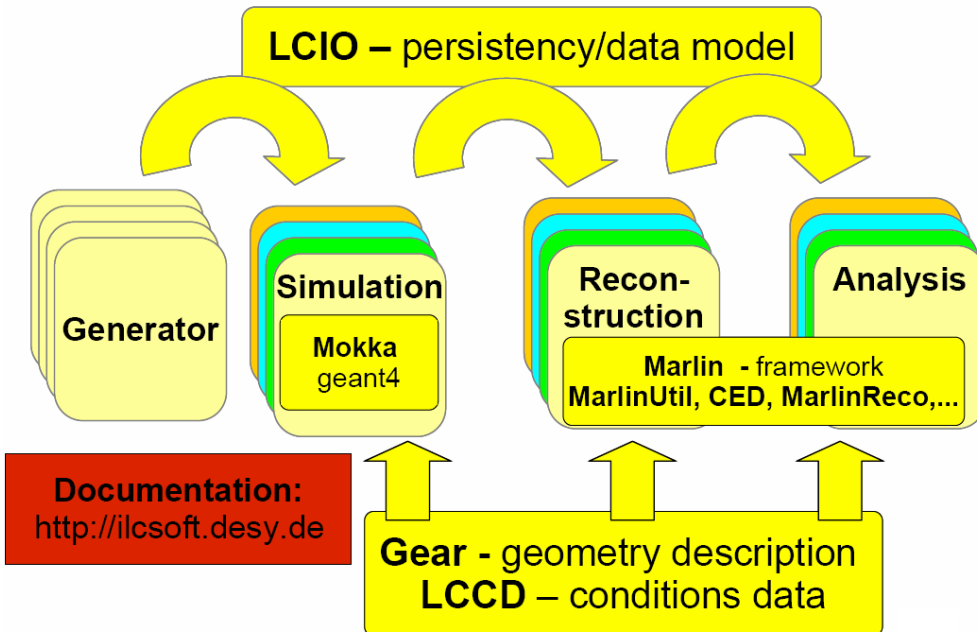 LCIO – persistency/data model
Generator
Simulation
Mokka
geant4
Recon-
struction
Analysis
Marlin - framework
MarlinUtil, CED, MarlinReco,...
Documentation:
http://ilcsoft.desy.de
Gear - geometry description
LCCD – conditions data